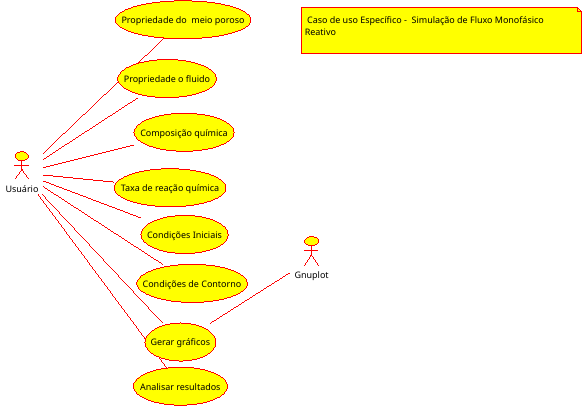 Propriedade do  meio poroso
Caso de uso Específico -  Simulação de Fluxo Monofásico
Reativo
Propriedade o fluido
Composição química
Usuário
Taxa de reação química
Condições Iniciais
Gnuplot
Condições de Contorno
Gerar gráficos
Analisar resultados